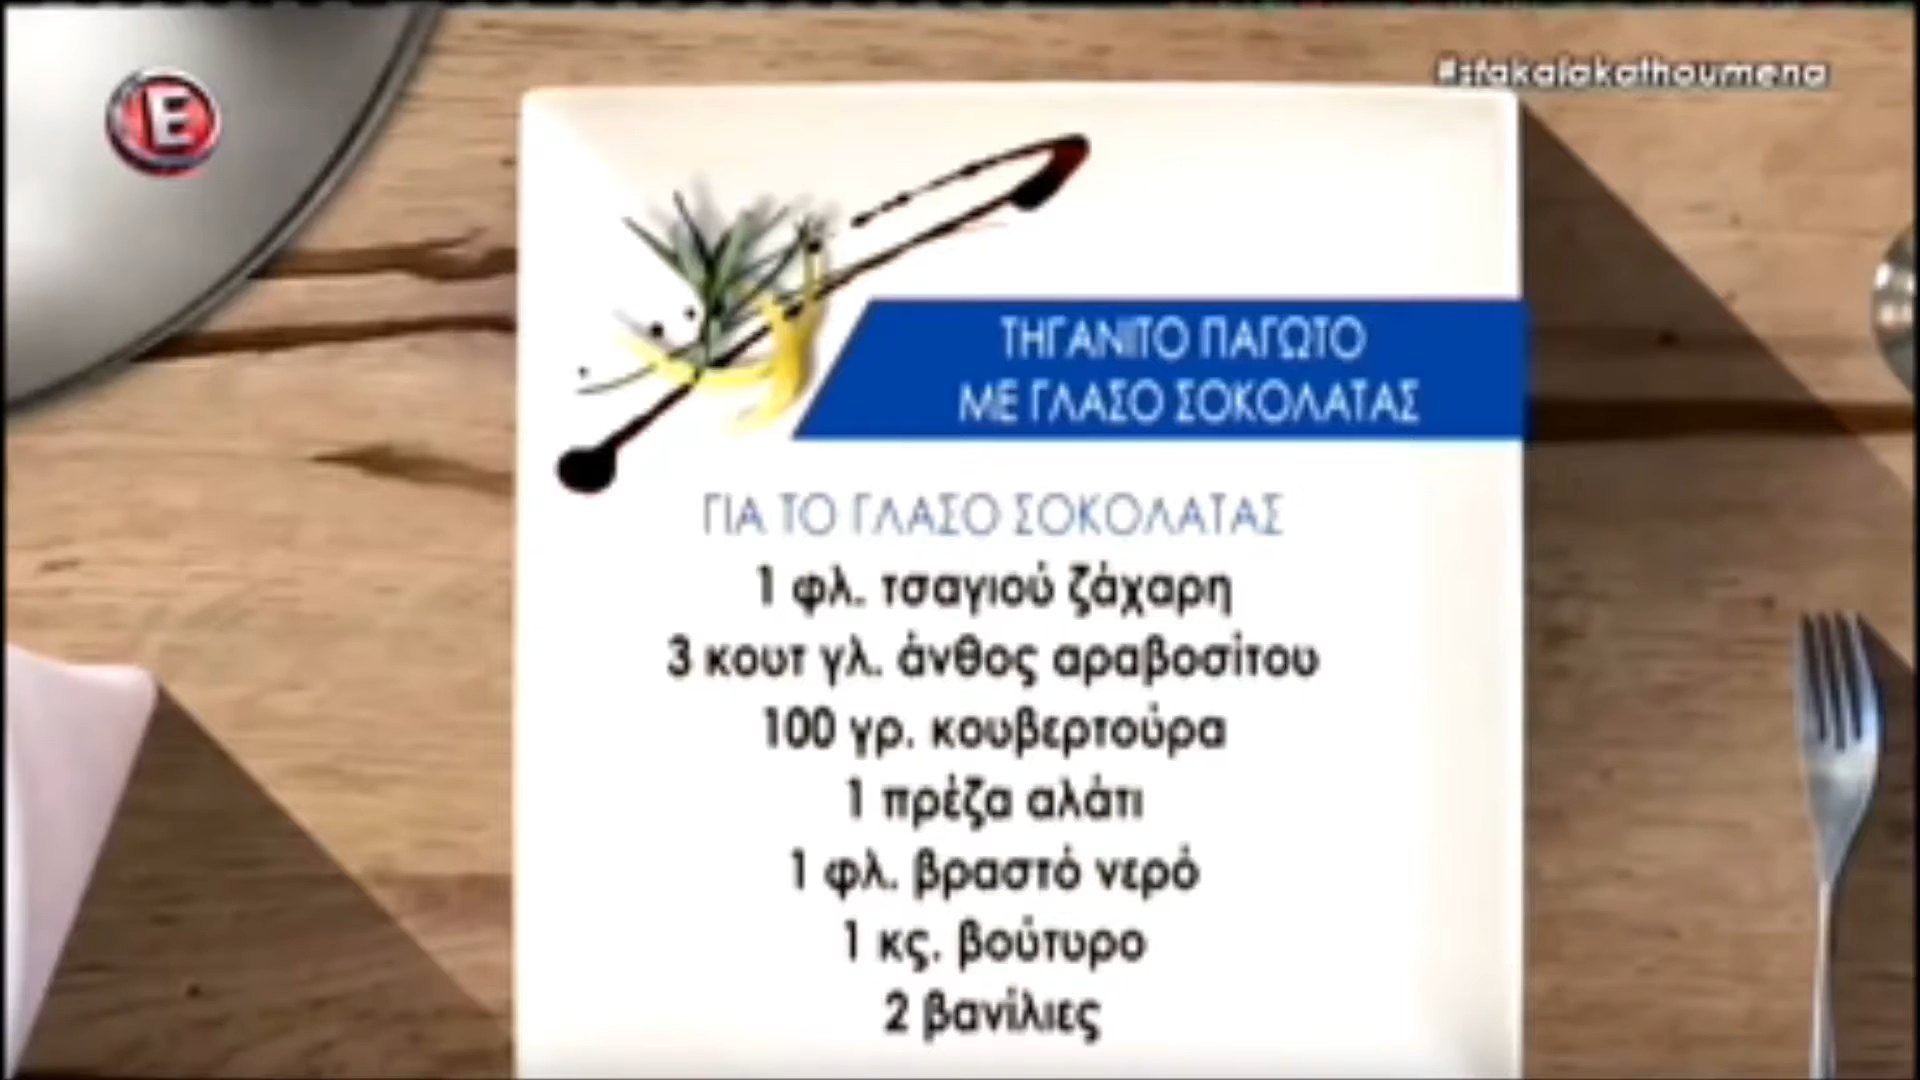 E
#stakalakathoumena
ΤΗΓΑΝΙΤΟ ΠΑΓΩΤΟ
ΜΕ ΓΛΑΣΟ ΣΟΚΟΛΑΤΑΣ
ΓΙΑ ΤΟ ΓΛΑΣΟ ΣΟΚΟΛΑΤΑΣ
1 φλ. τσαγιού ζάχαρη
3 κουτ γλ. άνθος αραβοσίτου
100 γρ. κουβερτούρα
1 πρέζα αλάτι
1 φλ. βραστό νερό
1 κς. βούτυρο
2 βανίλιες